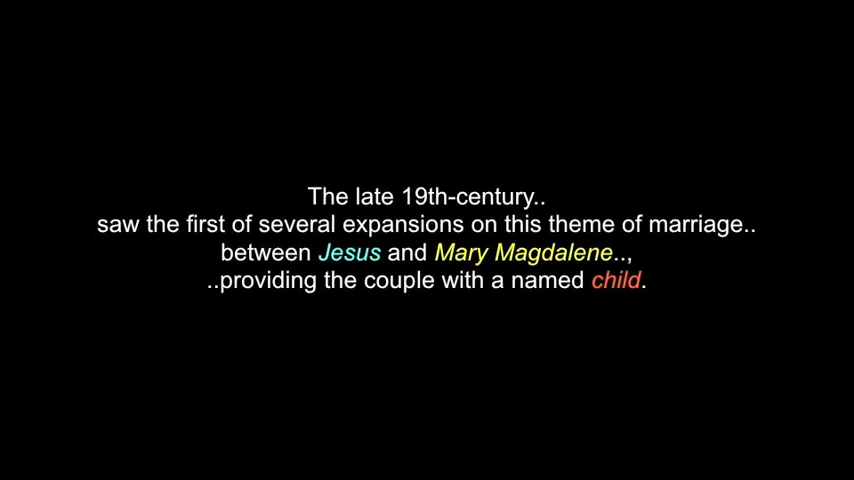 The late 19th-century..
saw the first of several expansions on this theme of marriage..
between Jesus and Mary Magdalene..,
..providing the couple with a named child.